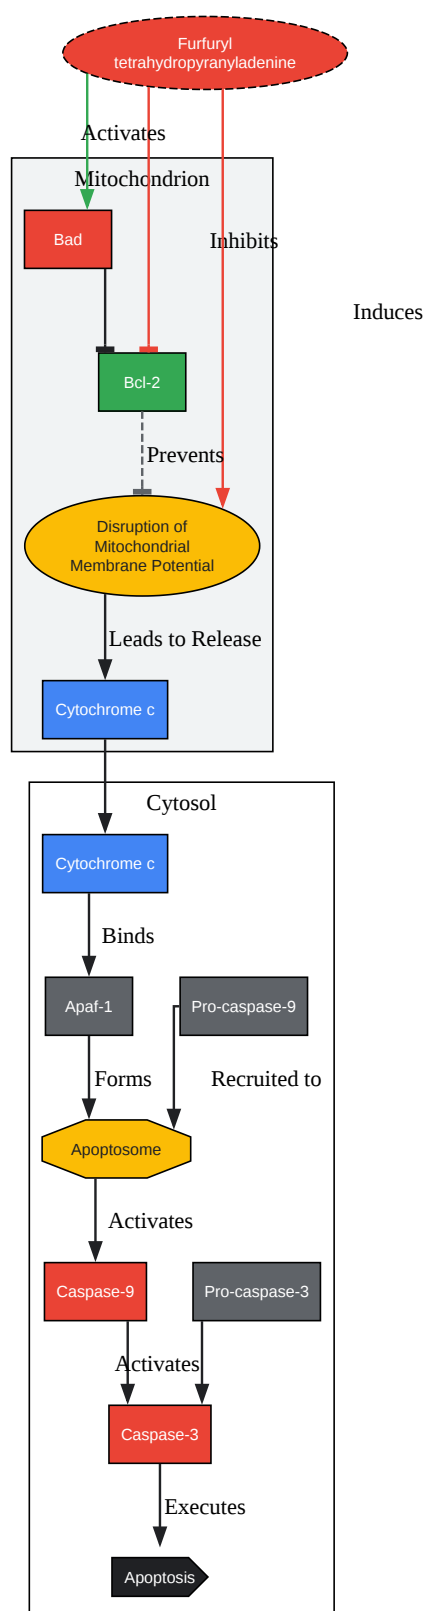 Furfuryl
tetrahydropyranyladenine
Activates
Mitochondrion
Bad
Inhibits
Induces
Bcl-2
Prevents
Disruption of
Mitochondrial
Membrane Potential
Leads to Release
Cytochrome c
Cytosol
Cytochrome c
Binds
Apaf-1
Pro-caspase-9
Forms
Recruited to
Apoptosome
Activates
Caspase-9
Pro-caspase-3
Activates
Caspase-3
Executes
Apoptosis